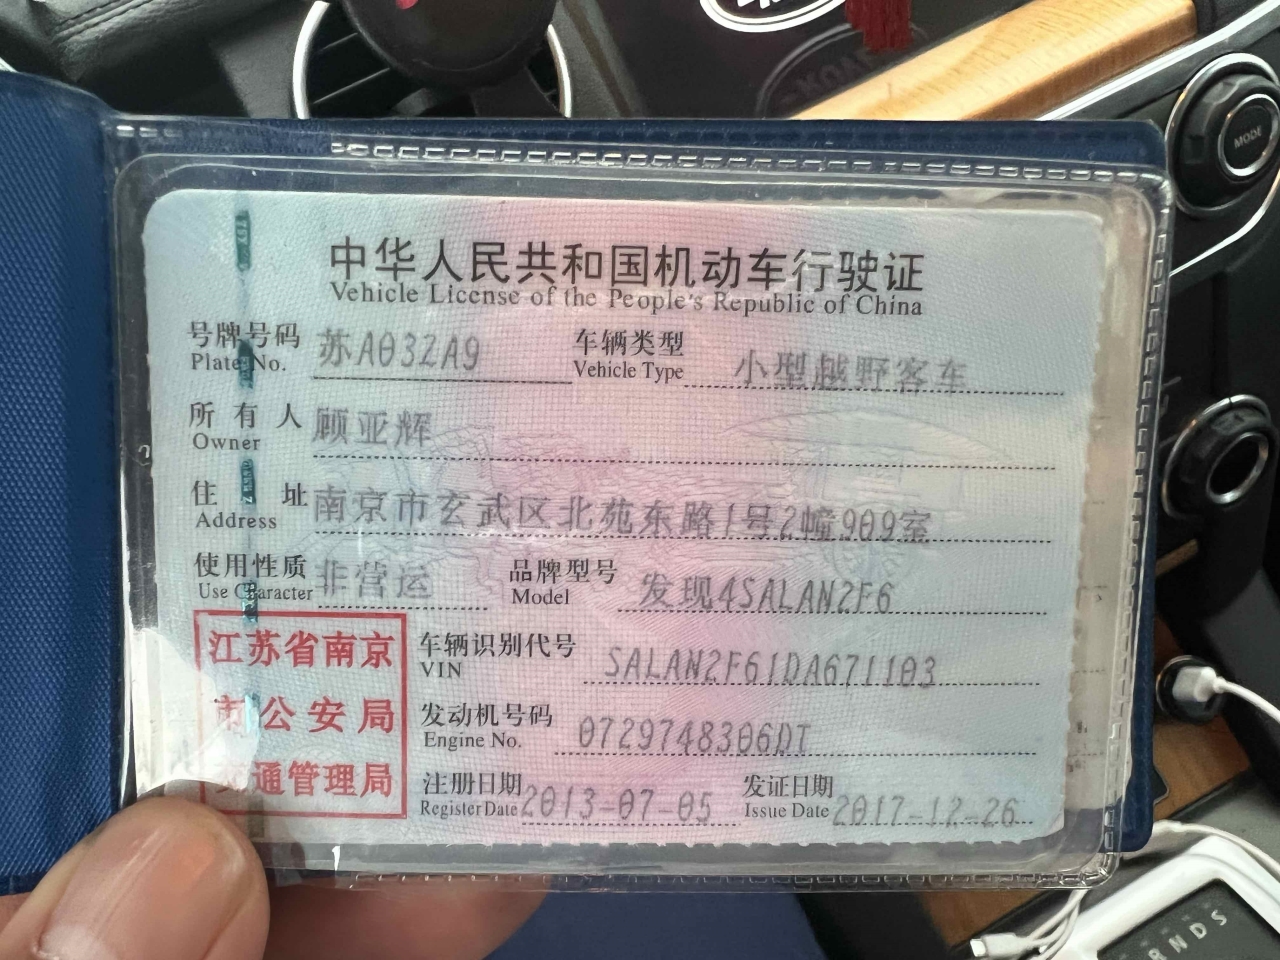 中华人民共和国机动车行驶证
Vehicle License of the People's Republic of China
号牌号码 苏A032A9 车辆类型 小型越野客车
Plate No. Vehicle Type
所有人 顾亚辉
Owner
住址 南京市玄武区北苑东路1号2幢909室
Address
使用性质 非营运 品牌型号 发现4SALAN2F6
Use Character Model
江苏省南京
市公安局
通管理局
车辆识别代号 SALAN2F61DA671103
VIN
发动机号码 0729748306DT
Engine No.
注册日期 2013-07-05 发证日期 2017-12-26
Register Date Issue Date
MODE
R N D S